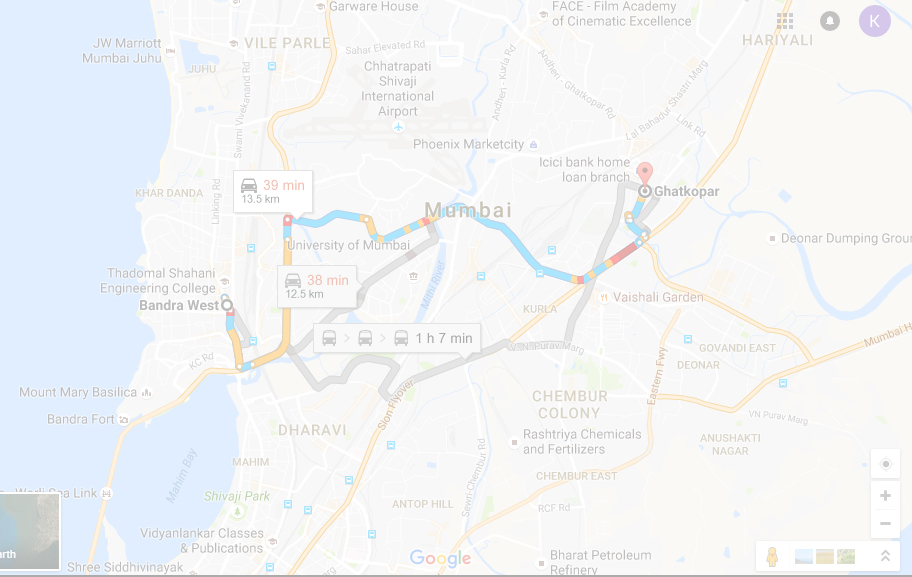 Garware House
FACE - Film Academy
of Cinematic Excellence
K
JW Marriott
Mumbai Juhu
VILE PARLE
HARIYALI
Sahar Elevated Rd
JUHU
Chhatrapati
Shivaji
International
Airport
Andheri - Kurla Rd
Andheri - Ghatkopar Rd
Lal Bahadur Shastri Marg
Link Rd
Swami Vivekanand Rd
Phoenix Marketcity
Icici bank home
loan branch
39 min
13.5 km
KHAR DANDA
Linking Rd
Ghatkopar
Mumbai
University of Mumbai
Deonar Dumping Groun
Thadomal Shahani
Engineering College
38 min
12.5 km
Mithi River
Bandra West
KURLA
Vaishali Garden
1 h 7 min
V. N. Purav Marg
GOVANDI EAST
DEONAR
Mumbai H
KC Rd
Eastern Fwy
Mount Mary Basilica
Sion Flyover
CHEMBUR
COLONY
Bandra Fort
VN Purav Marg
DHARAVI
Rashtriya Chemicals
and Fertilizers
ANUSHAKTI
NAGAR
Mahim Bay
MAHIM
Sewri Chembur Rd
CHEMBUR EAST
Worli Sea Link
Shivaji Park
ANTOP HILL
RCF Rd
Vidyalankar Classes
& Publications
arth
Google
Bharat Petroleum
Refinery
Shree Siddhivinayak